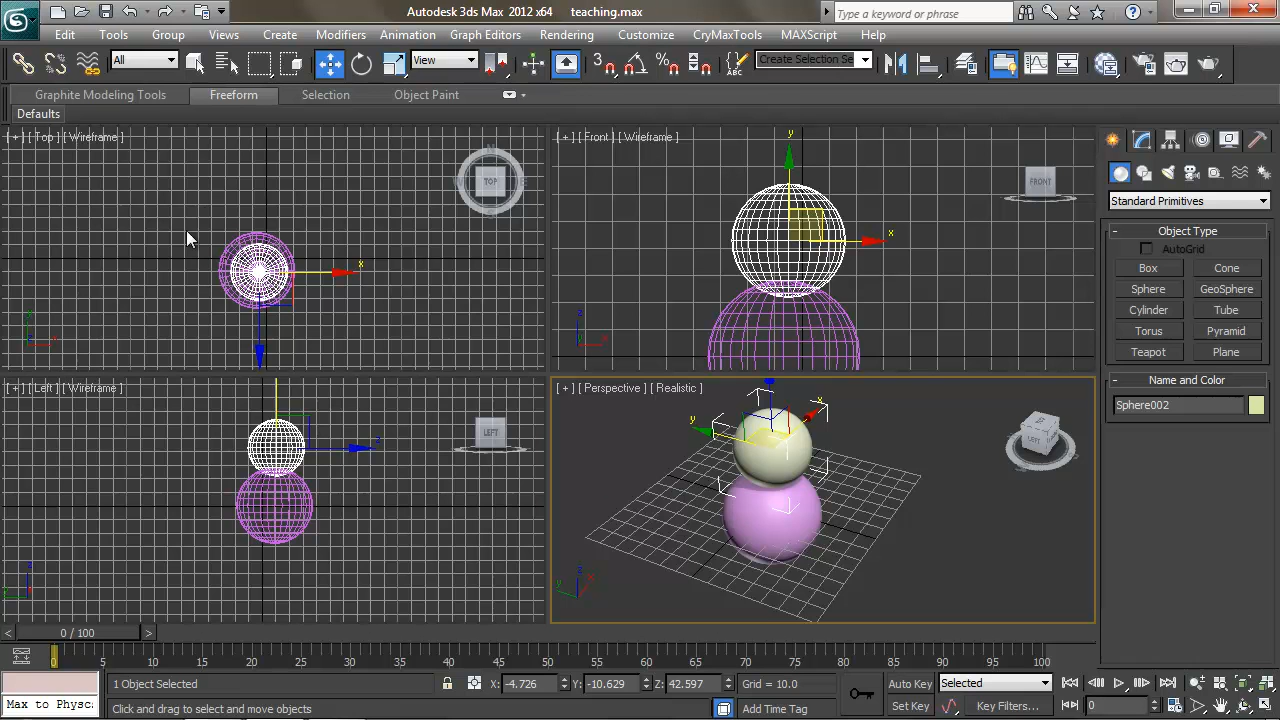 Autodesk 3ds Max 2012 x64 teaching.max
Type a keyword or phrase
Edit Tools Group Views Create Modifiers Animation Graph Editors Rendering Customize CryMaxTools MAXScript Help
All View Create Selection Se
Graphite Modeling Tools Freeform Selection Object Paint
Defaults
[ + ] [ Top ] [ Wireframe ]
TOP
[ + ] [ Front ] [ Wireframe ]
FRONT
y
x
x
[ + ] [ Left ] [ Wireframe ]
LEFT
z
[ + ] [ Perspective ] [ Realistic ]
LEFT
x
y
Standard Primitives
- Object Type
AutoGrid
Box Cone
Sphere GeoSphere
Cylinder Tube
Torus Pyramid
Teapot Plane
- Name and Color
Sphere002
< 0 / 100 >
0 5 10 15 20 25 30 35 40 45 50 55 60 65 70 75 80 85 90 95 100
1 Object Selected X: -4.726 Y: -10.629 Z: 42.597 Grid = 10.0 Auto Key Selected
Max to Physc Click and drag to select and move objects Add Time Tag Set Key Key Filters... 0